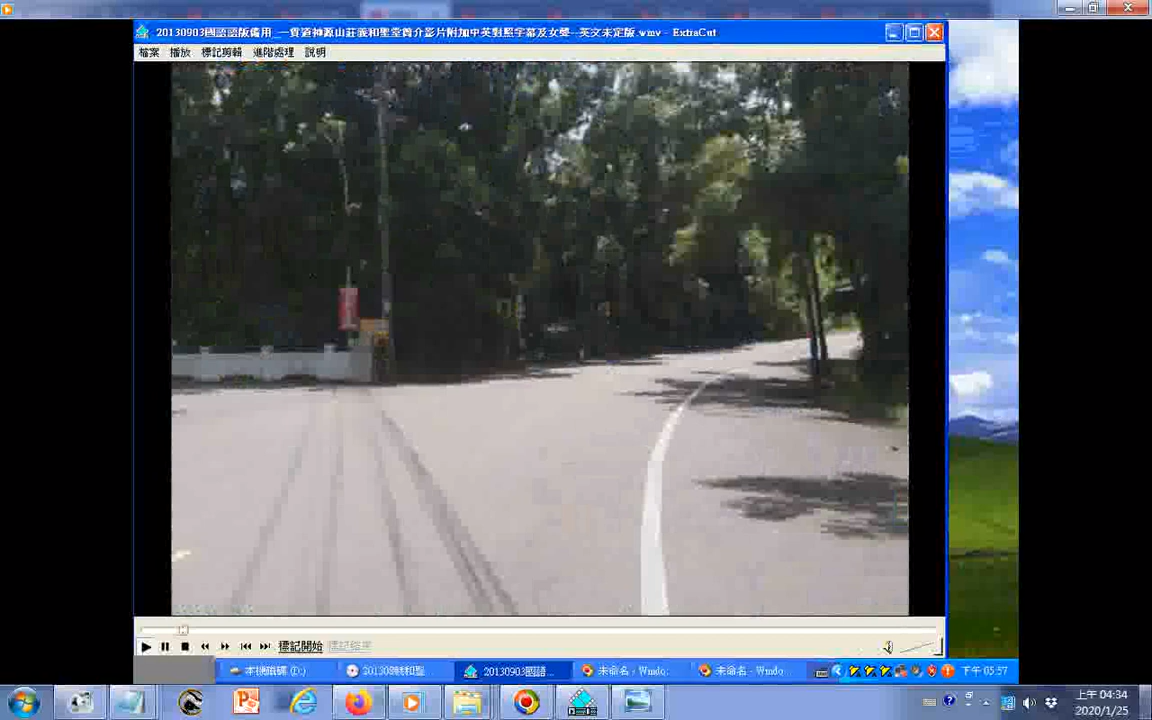 20130903國語語版備用_一貫道神源山莊義和聖堂簡介影片附加中英對照字幕及女聲--英文未定版.wmv - ExtraCut
檔案 播放 標記剪輯 進階處理 說明
標記開始 標記結束
本機磁碟 (D:)
20130903國語...
未命名 - Windo...
未命名 - Windo...
下午 05:57
上午 04:34
2020/1/25